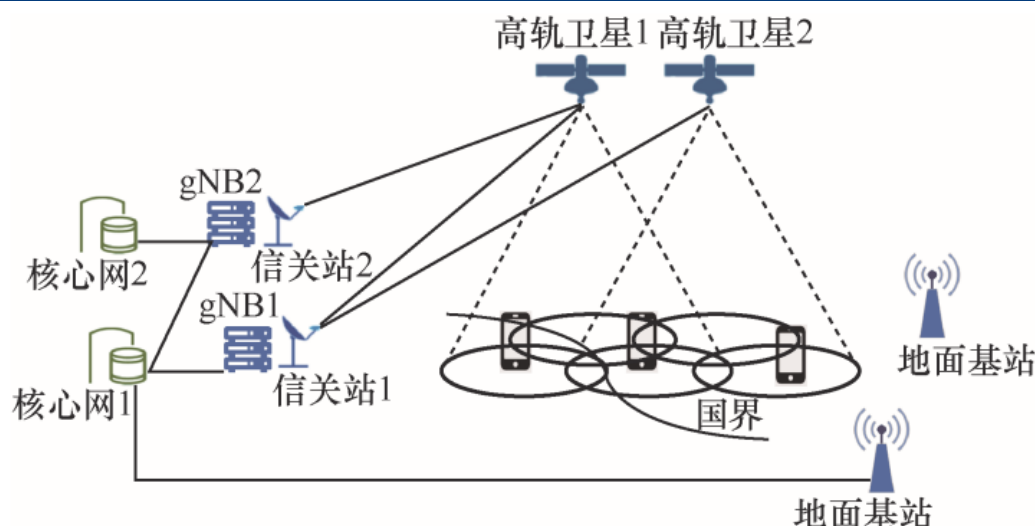 高轨卫星1 高轨卫星2
gNB2
信关站2
核心网2
gNB1
信关站1
核心网1
国界
地面基站
地面基站